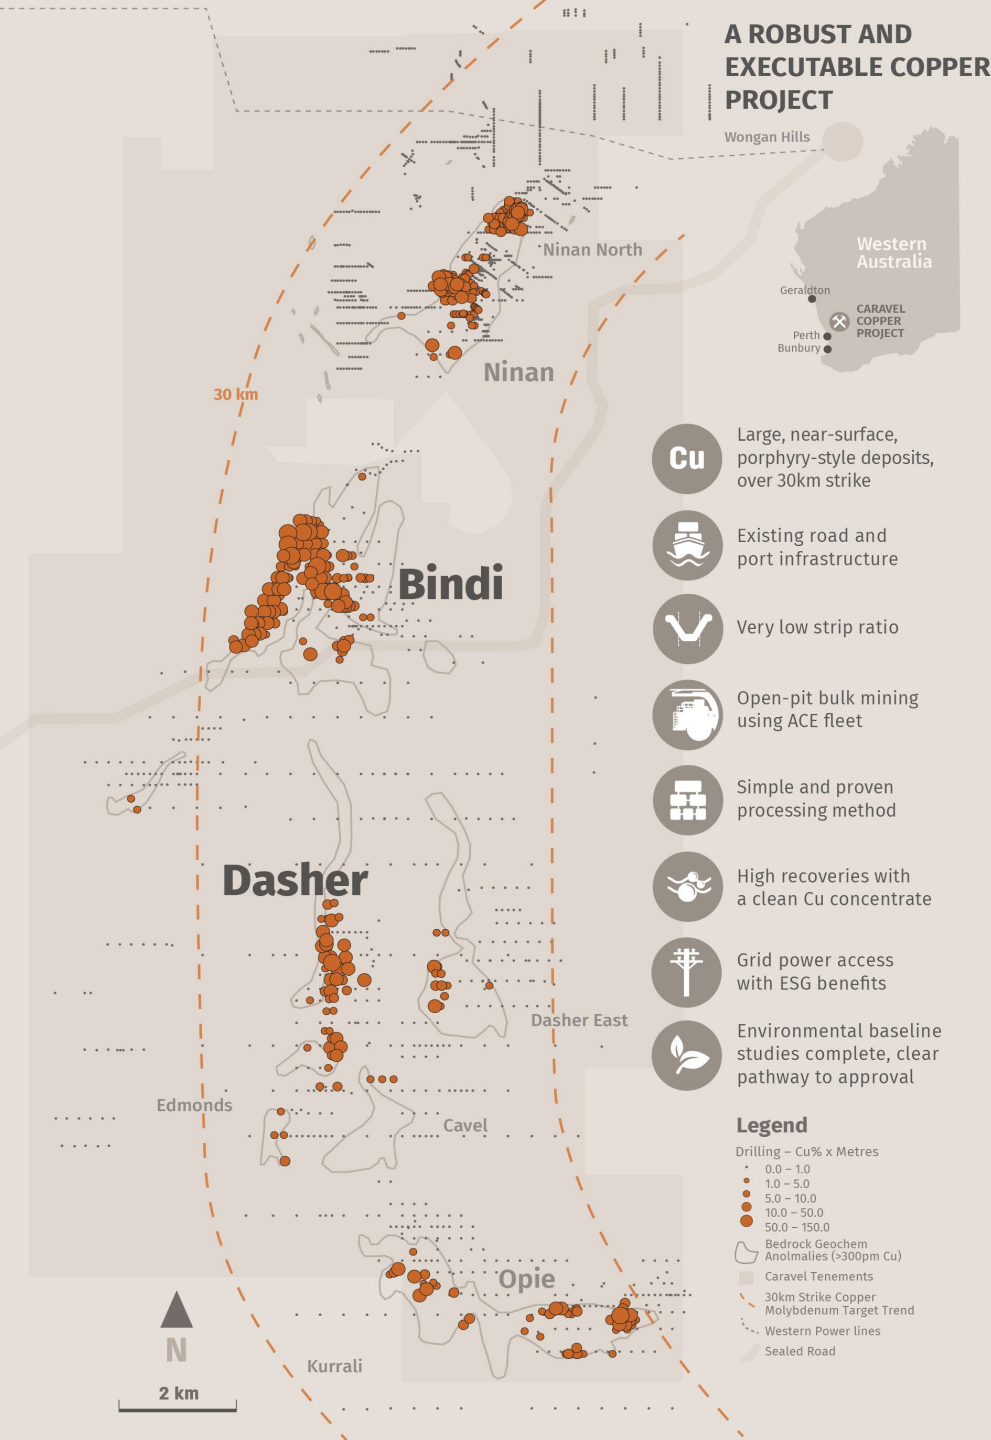 A ROBUST AND
EXECUTABLE COPPER
PROJECT
Wongan Hills
Western
Australia
Geraldton
CARAVEL
COPPER
PROJECT
Perth
Bunbury
Ninan North
Ninan
30 km
Bindi
Dasher
Dasher East
Edmonds
Cavel
Opie
Kurrali
N
2 km
Cu
Large, near-surface,
porphyry-style deposits,
over 30km strike
Existing road and
port infrastructure
Very low strip ratio
Open-pit bulk mining
using ACE fleet
Simple and proven
processing method
High recoveries with
a clean Cu concentrate
Grid power access
with ESG benefits
Environmental baseline
studies complete, clear
pathway to approval
Legend
Drilling – Cu% x Metres
0.0 – 1.0
1.0 – 5.0
5.0 – 10.0
10.0 – 50.0
50.0 – 150.0
Bedrock Geochem
Anolmalies (>300pm Cu)
Caravel Tenements
30km Strike Copper
Molybdenum Target Trend
Western Power lines
Sealed Road